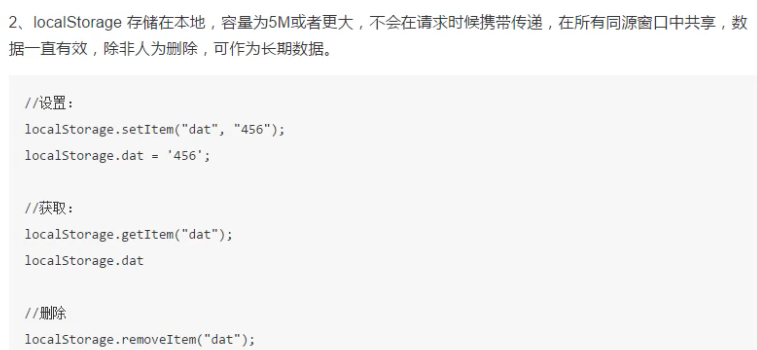 2、localStorage 存储在本地，容量为5M或者更大，不会在请求时候携带传递，在所有同源窗口中共享，数
据一直有效，除非人为删除，可作为长期数据。
//设置：
localStorage.setItem("dat", "456");
localStorage.dat = '456';
//获取：
localStorage.getItem("dat");
localStorage.dat
//删除
localStorage.removeItem("dat");